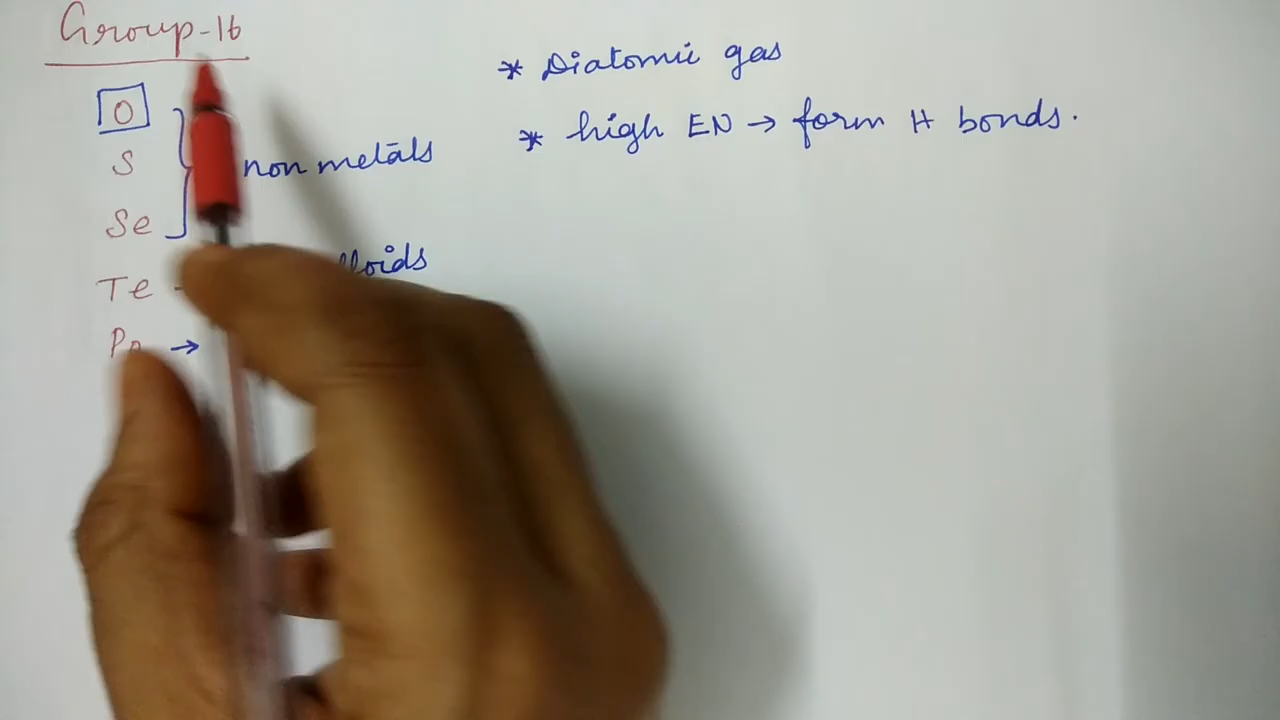 Group-16
O
S
Se
Te
non metals
* Diatomic gas
* high EN → form H bonds.